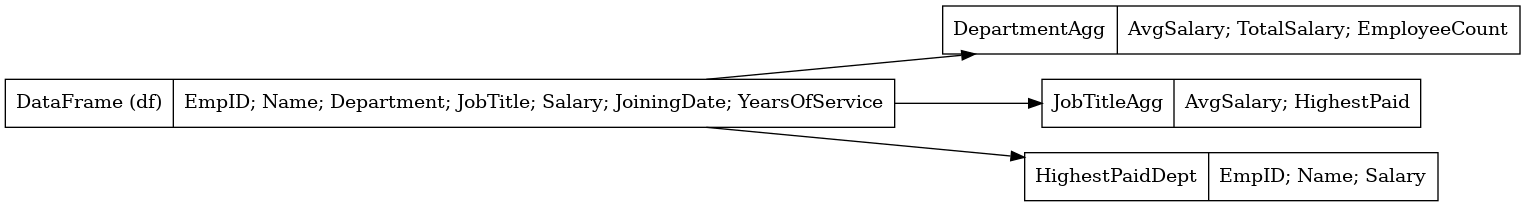 DepartmentAgg
AvgSalary; TotalSalary; EmployeeCount
DataFrame (df)
EmpID; Name; Department; JobTitle; Salary; JoiningDate; YearsOfService
JobTitleAgg
AvgSalary; HighestPaid
HighestPaidDept
EmpID; Name; Salary